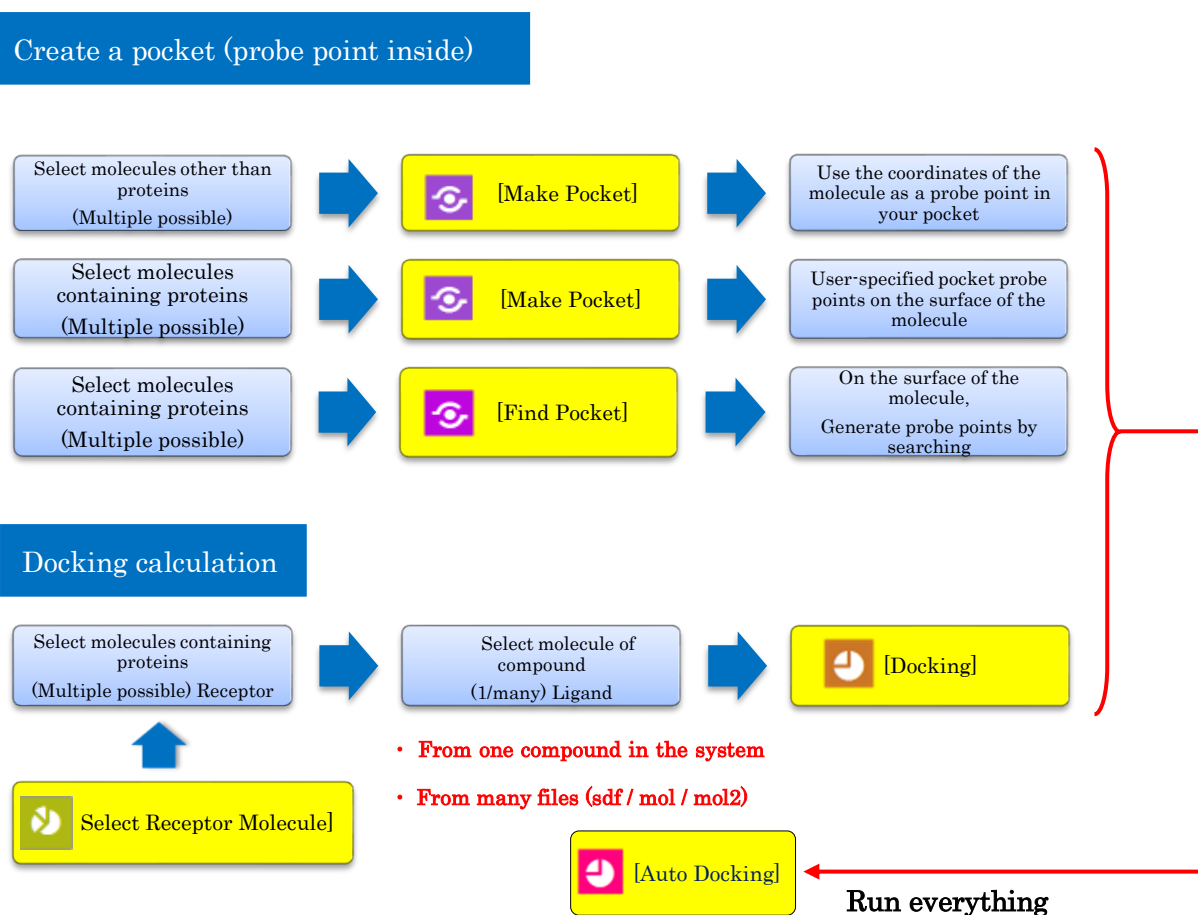 Create a pocket (probe point inside)
Select molecules other than
proteins
(Multiple possible)
[Make Pocket]
Use the coordinates of the
molecule as a probe point in
your pocket
Select molecules
containing proteins
(Multiple possible)
[Make Pocket]
User-specified pocket probe
points on the surface of the
molecule
Select molecules
containing proteins
(Multiple possible)
[Find Pocket]
On the surface of the
molecule,
Generate probe points by
searching
Docking calculation
Select molecules containing
proteins
(Multiple possible) Receptor
Select molecule of
compound
(1/many) Ligand
[Docking]
・ From one compound in the system
・ From many files (sdf / mol / mol2)
Select Receptor Molecule]
[Auto Docking]
Run everything